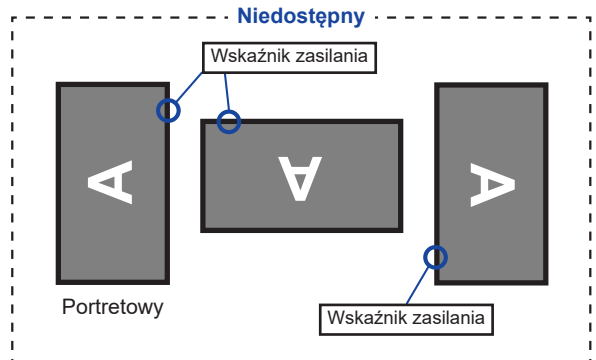 Niedostępny
Wskaźnik zasilania
A
A
A
Portretowy
Wskaźnik zasilania